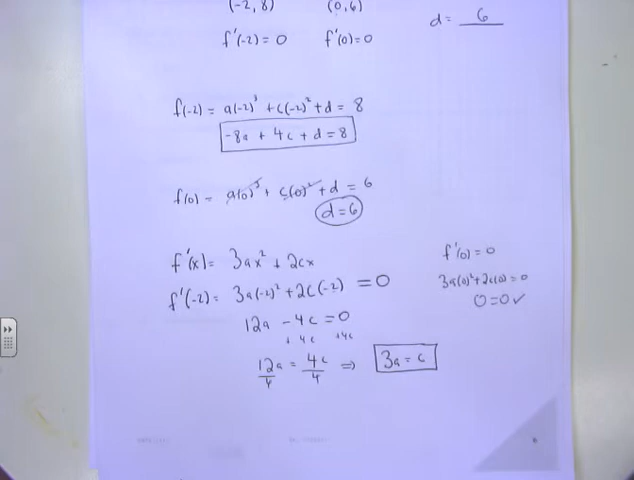 (-2, 8) (0, 6)
d = 6
f'(-2) = 0 f'(0) = 0
f(-2) = a(-2)³ + c(-2)² + d = 8
-8a + 4c + d = 8
f(0) = a(0)³ + c(0)² + d = 6
d = 6
f'(x) = 3ax² + 2cx
f'(-2) = 3a(-2)² + 2c(-2) = 0
12a - 4c = 0
+ 4c +4c
12a/4 = 4c/4 ⇒ 3a = c
f'(0) = 0
3a(0)² + 2c(0) = 0
0 = 0 ✓